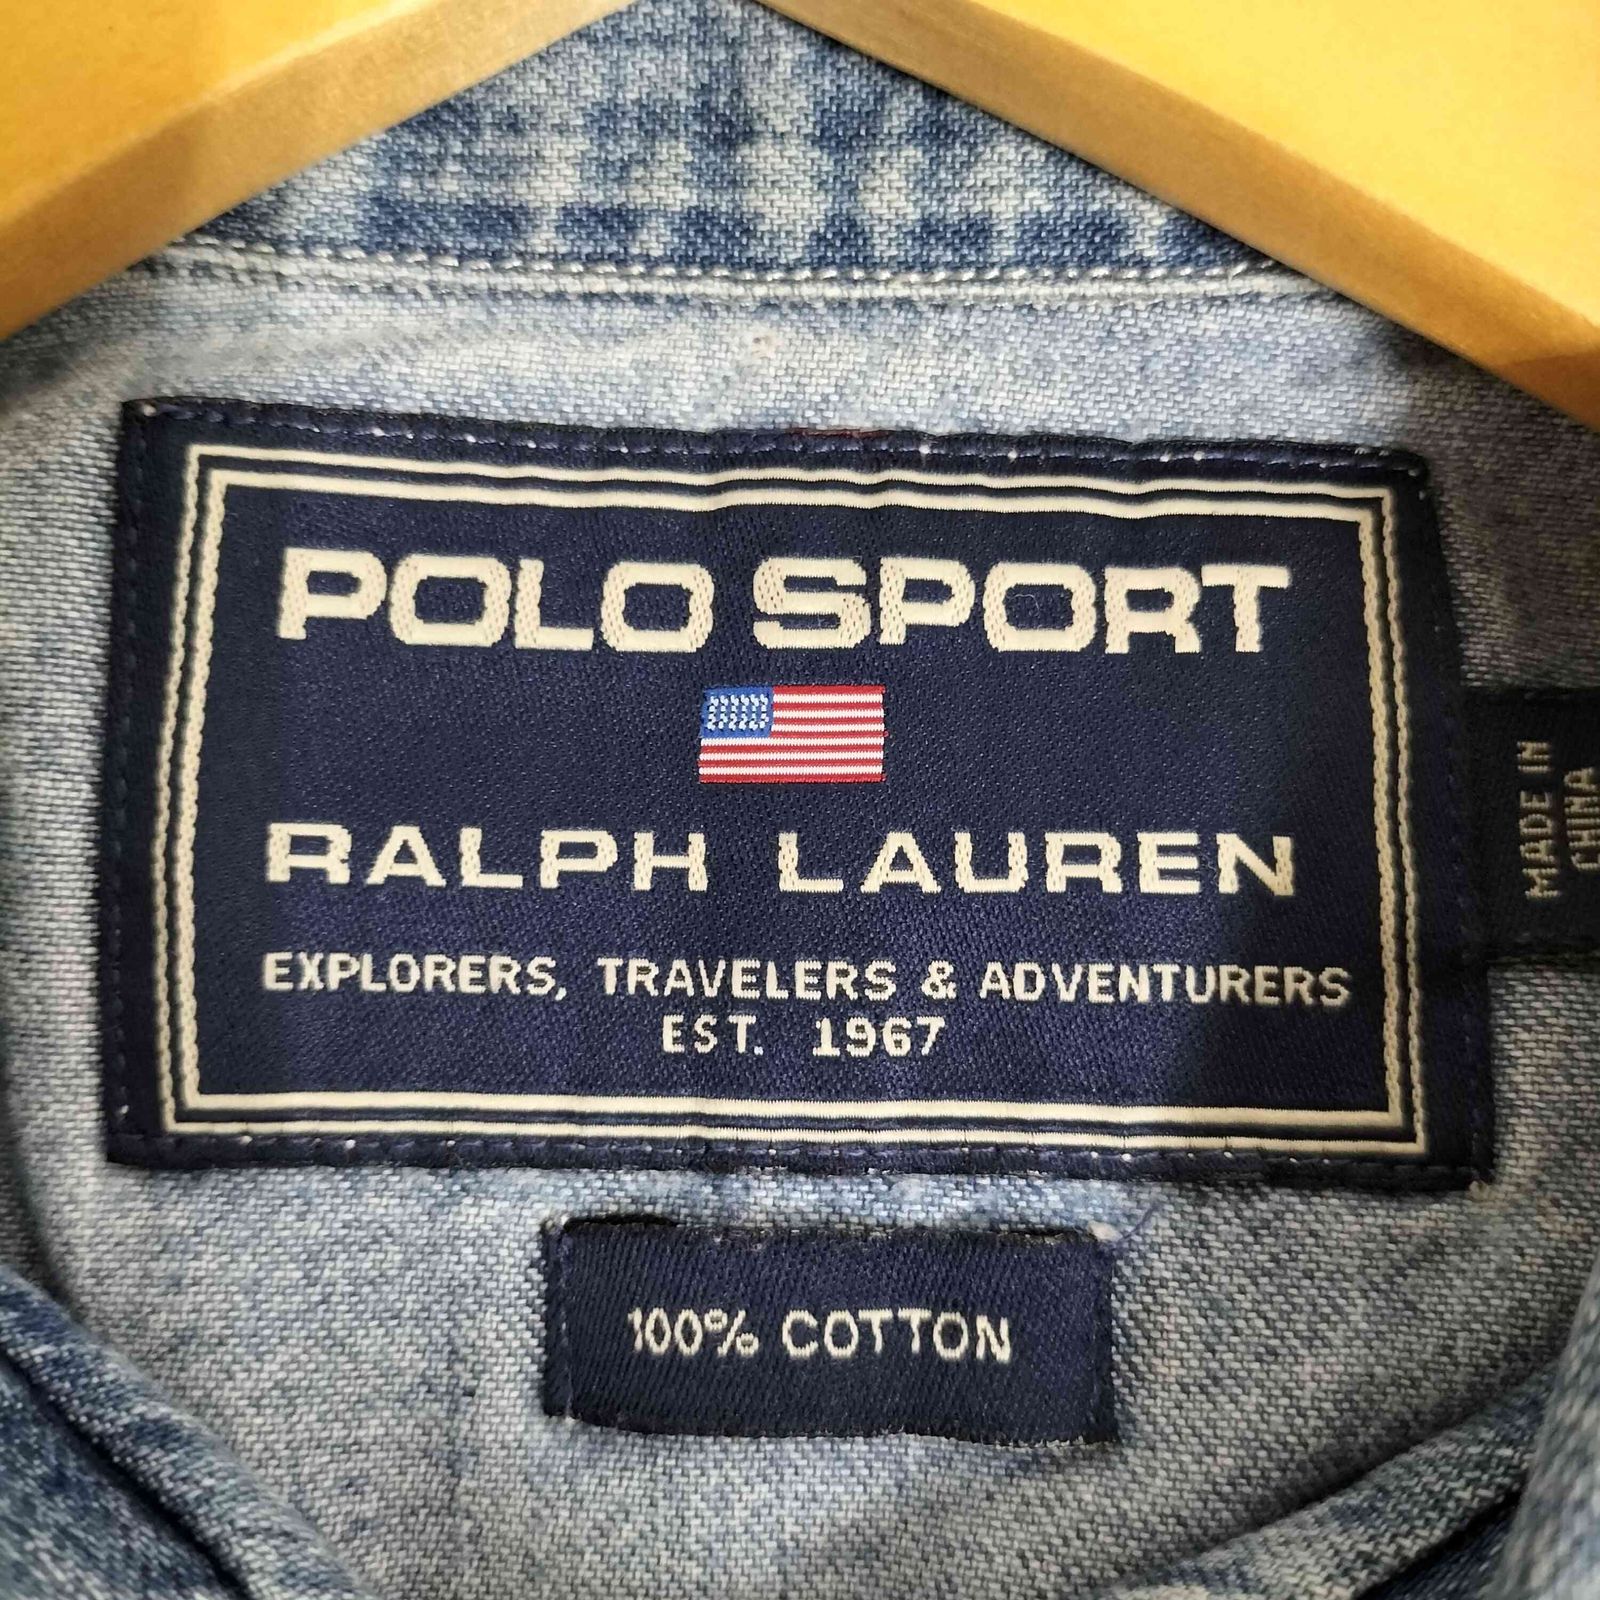 POLO SPORT
RALPH LAUREN
EXPLORERS, TRAVELERS & ADVENTURERS
EST. 1967
MADE IN
CHINA
100% COTTON